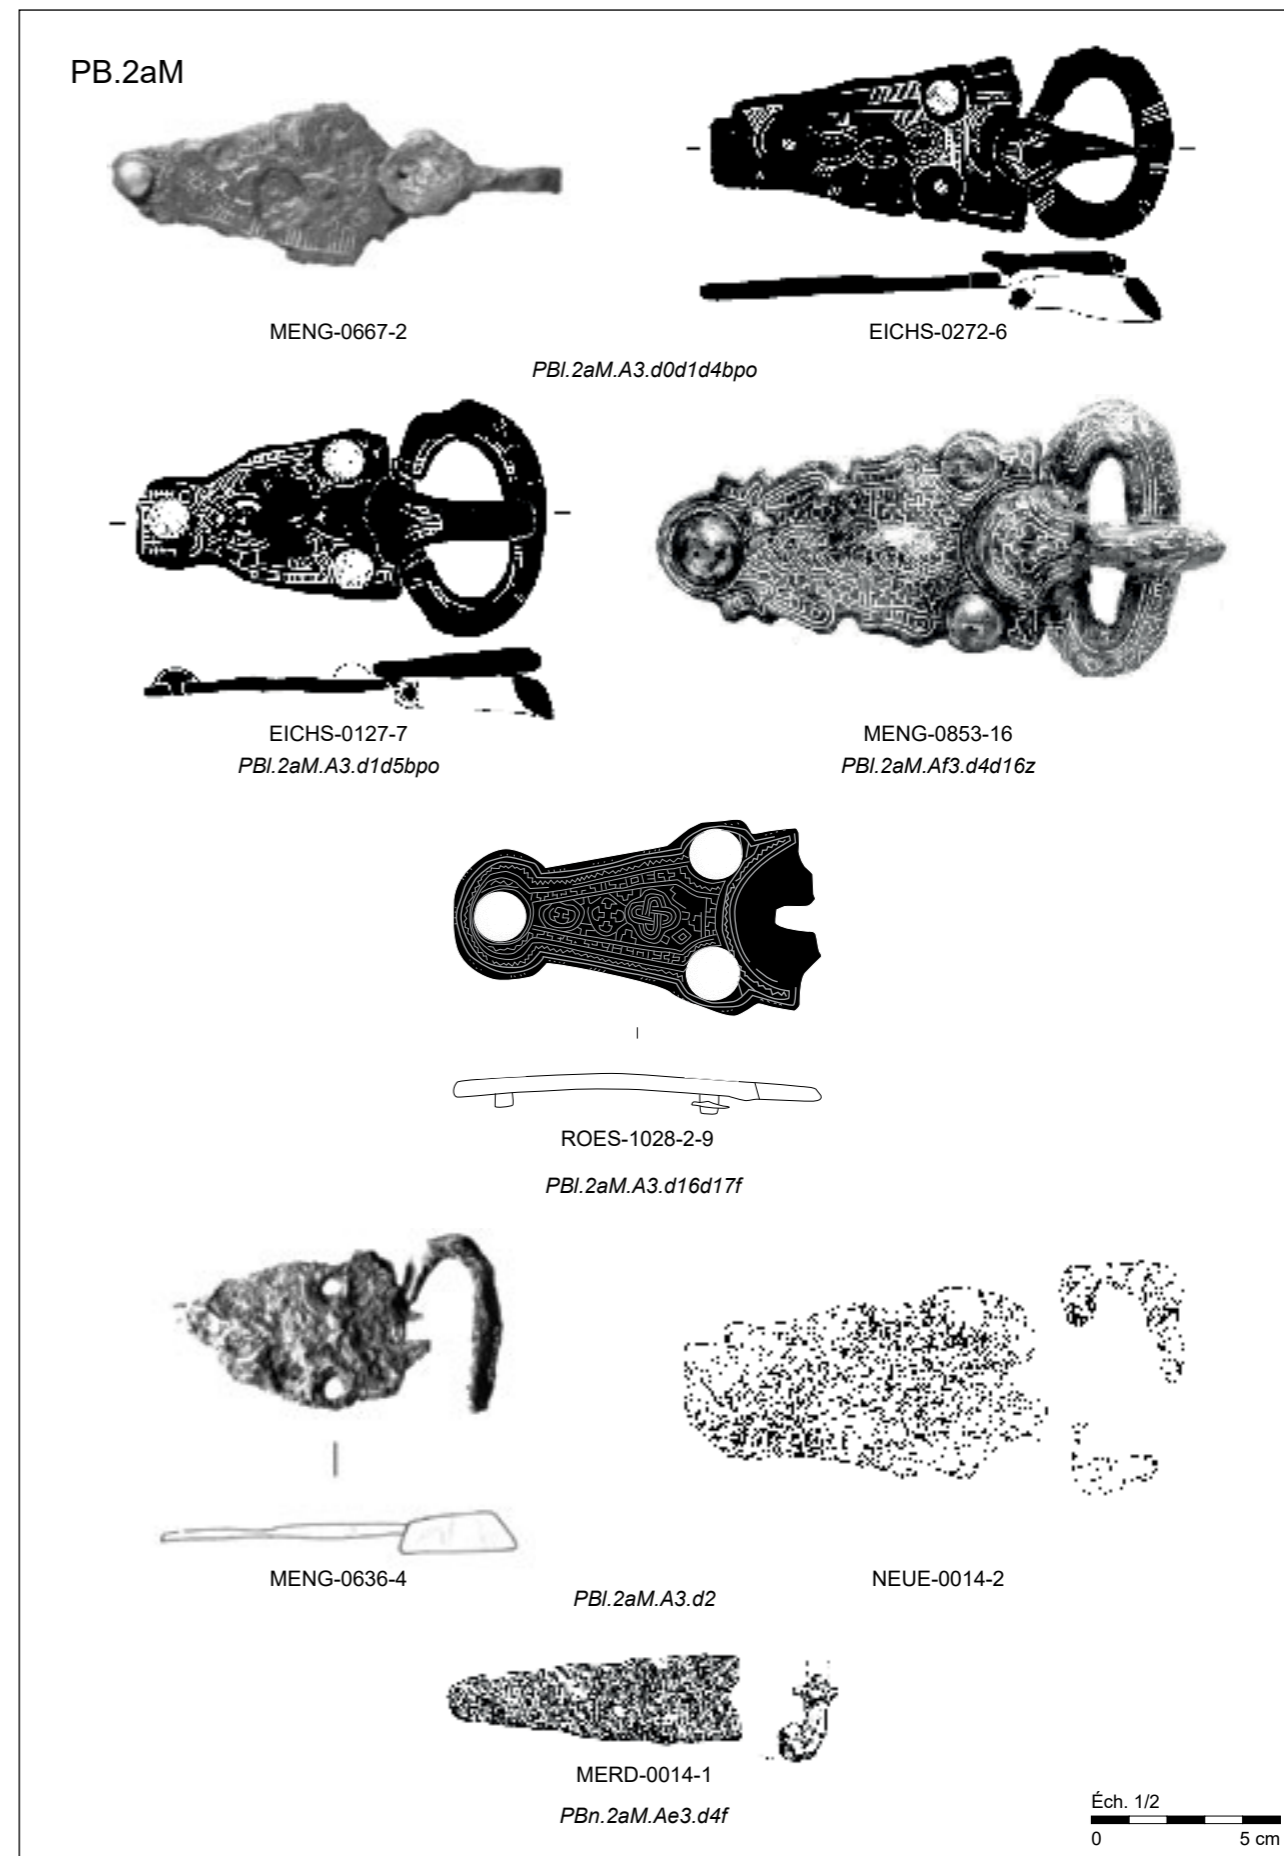 PB.2aM
MENG-0667-2
EICHS-0272-6
PBl.2aM.A3.d0d1d4bpo
EICHS-0127-7
MENG-0853-16
PBl.2aM.A3.d1d5bpo
PBl.2aM.Af3.d4d16z
ROES-1028-2-9
PBl.2aM.A3.d16d17f
MENG-0636-4
NEUE-0014-2
PBl.2aM.A3.d2
MERD-0014-1
PBn.2aM.Ae3.d4f
Éch. 1/2
0 5 cm